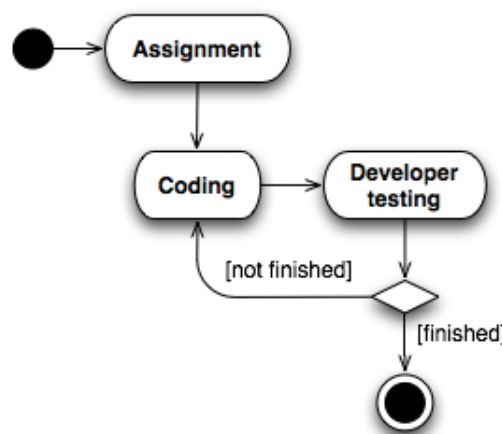 Assignment
Coding
Developer
testing
[not finished]
[finished]